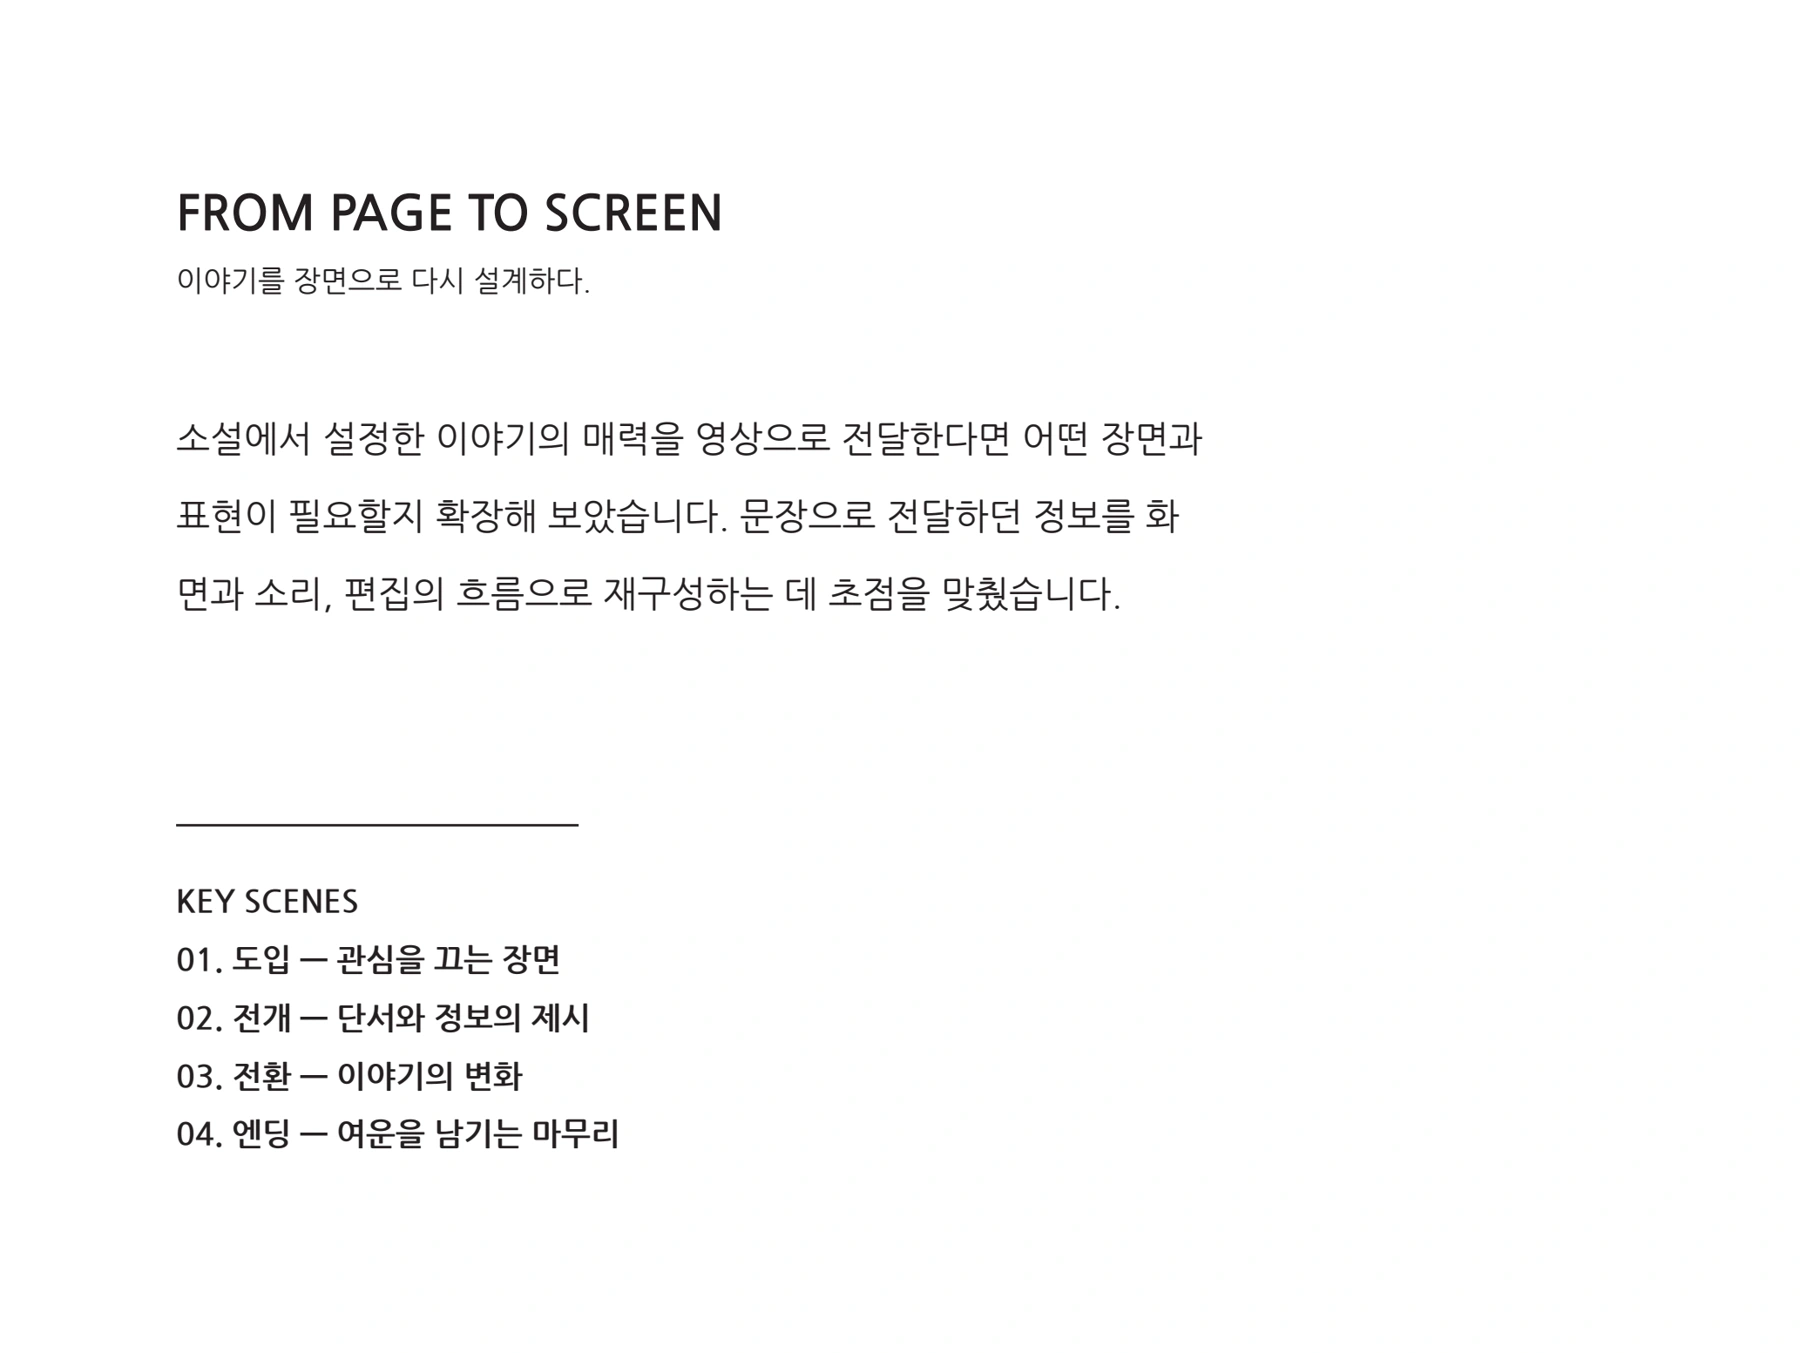 FROM PAGE TO SCREEN
이야기를 장면으로 다시 설계하다.
소설에서 설정한 이야기의 매력을 영상으로 전달한다면 어떤 장면과
표현이 필요할지 확장해 보았습니다. 문장으로 전달하던 정보를 화
면과 소리, 편집의 흐름으로 재구성하는 데 초점을 맞췄습니다.
KEY SCENES
01. 도입 — 관심을 끄는 장면
02. 전개 — 단서와 정보의 제시
03. 전환 — 이야기의 변화
04. 엔딩 — 여운을 남기는 마무리